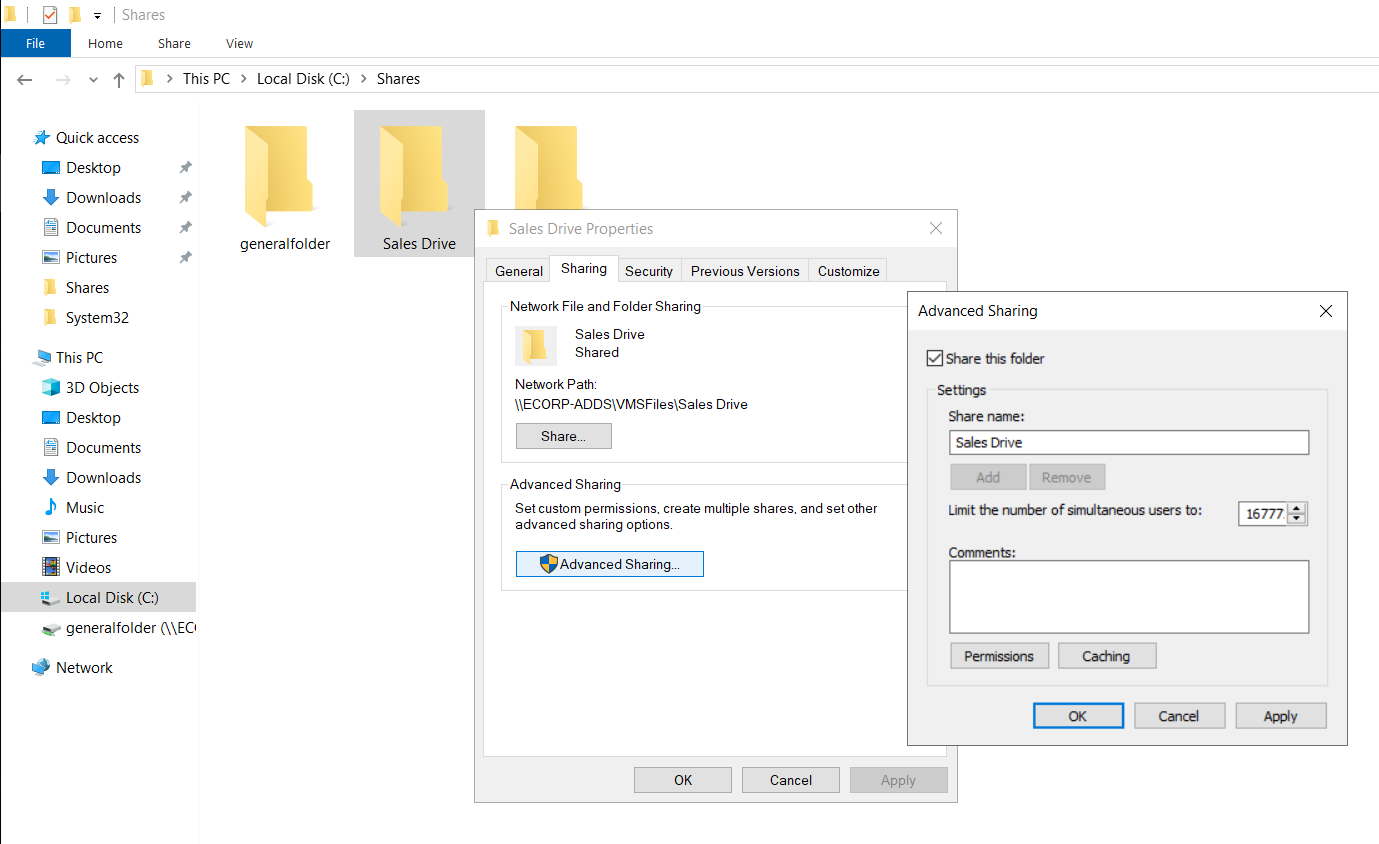 Shares
File Home Share View
This PC > Local Disk (C:) > Shares
Quick access
Desktop
Downloads
Documents
Pictures
Shares
System32
This PC
3D Objects
Desktop
Documents
Downloads
Music
Pictures
Videos
Local Disk (C:)
generalfolder (\\EC
Network
generalfolder
Sales Drive
Sales Drive Properties
General Sharing Security Previous Versions Customize
Network File and Folder Sharing
Sales Drive
Shared
Network Path:
\\ECORP-ADDS\VMSFiles\Sales Drive
Share...
Advanced Sharing
Set custom permissions, create multiple shares, and set other
advanced sharing options.
Advanced Sharing...
OK Cancel Apply
Advanced Sharing
Share this folder
Settings
Share name:
Sales Drive
Add Remove
Limit the number of simultaneous users to: 16777
Comments:
Permissions Caching
OK Cancel Apply